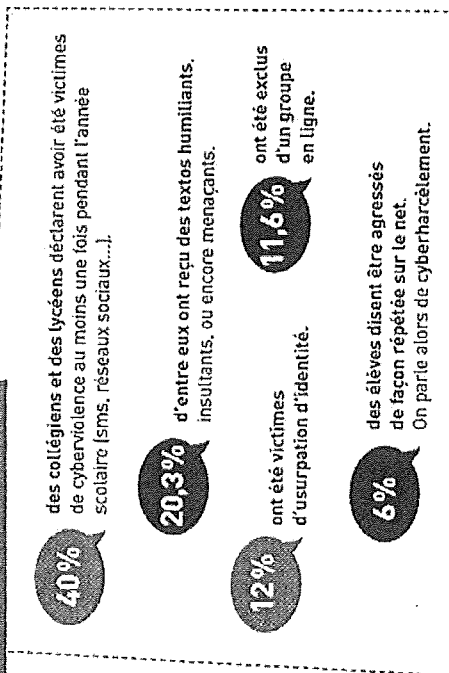 40%
des collégiens et des lycéens déclarent avoir été victimes
de cyberviolence au moins une fois pendant l'année
scolaire (sms, réseaux sociaux...).
20,3%
d'entre eux ont reçu des textos humiliants,
insultants, ou encore menaçants.
12%
ont été victimes
d'usurpation d'identité.
11,6%
ont été exclus
d'un groupe
en ligne.
6%
des élèves disent être agressés
de façon répétée sur le net.
On parle alors de cyberharcèlement.